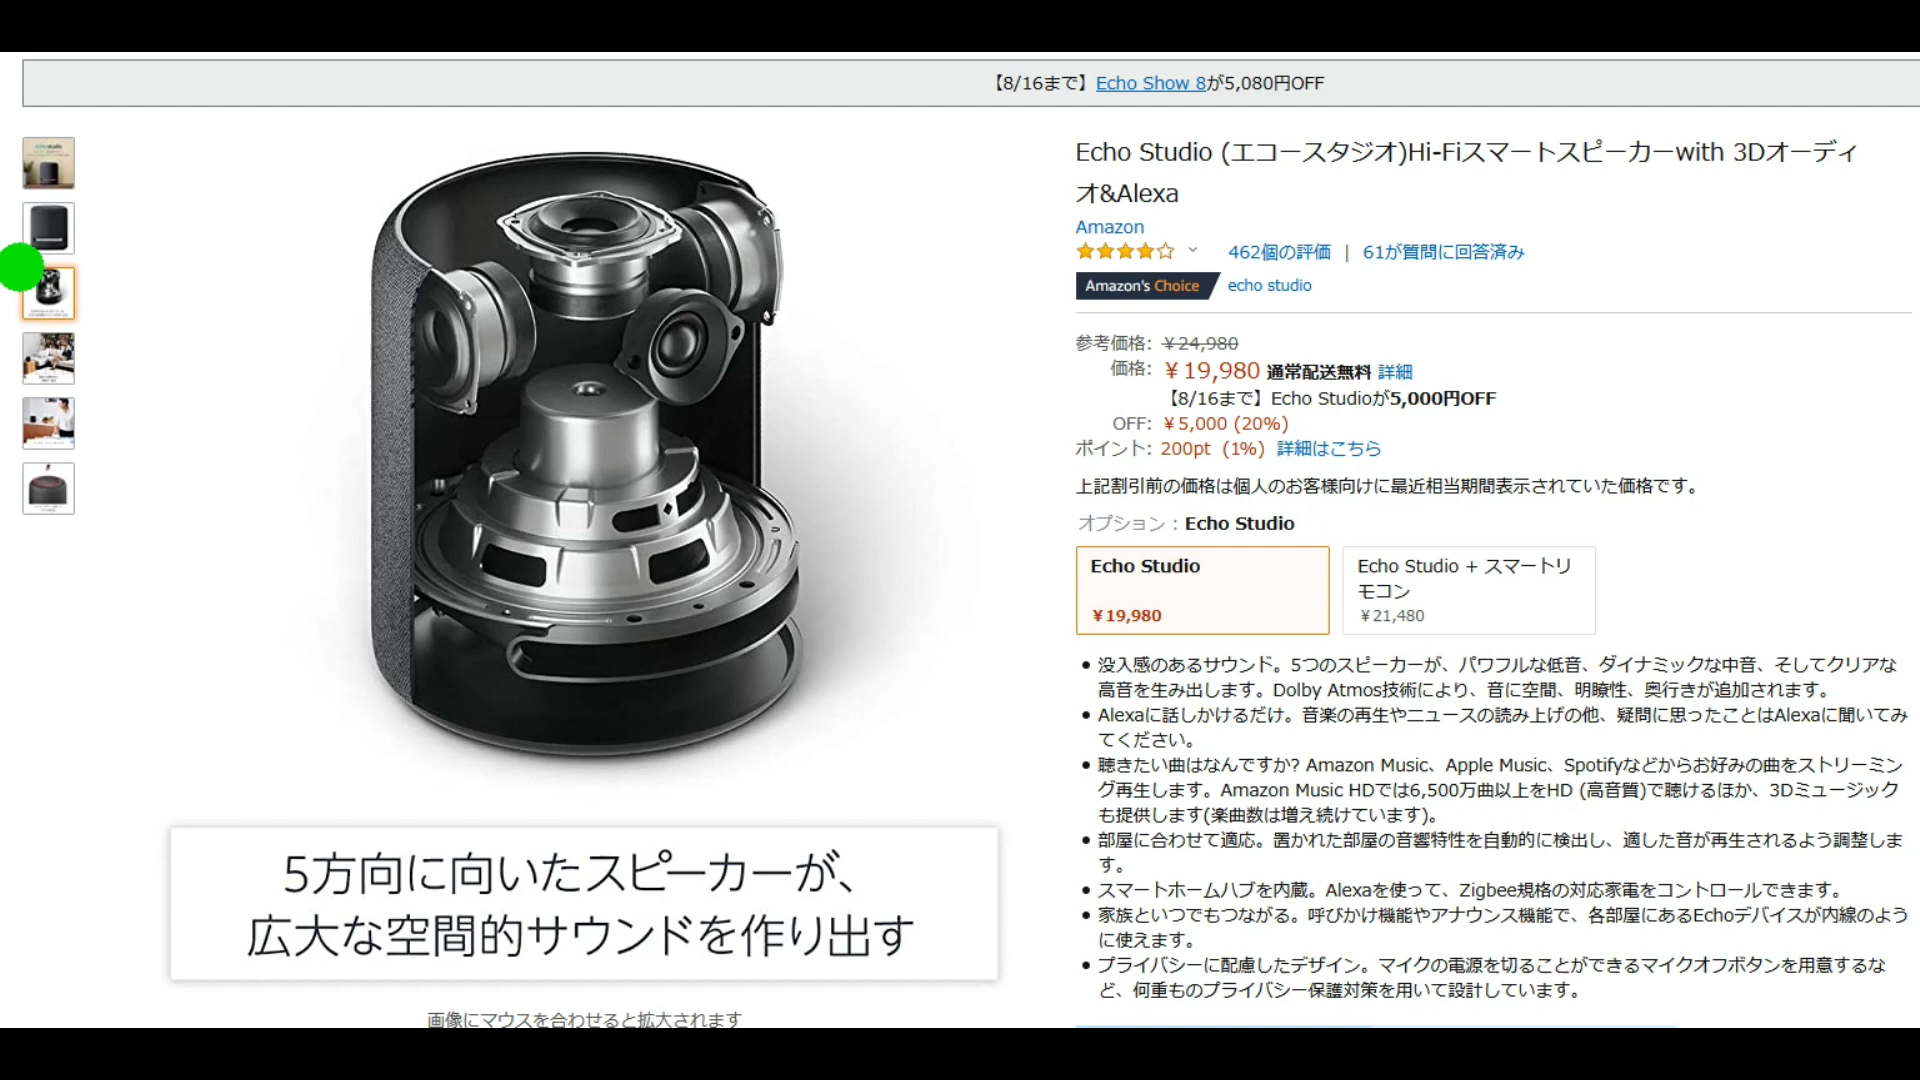 【8/16まで】Echo Show 8が5,080円OFF
Echo Studio (エコースタジオ)Hi-Fiスマートスピーカーwith 3Dオーディ
オ&Alexa
Amazon
462個の評価 | 61が質問に回答済み
Amazon's Choice echo studio
参考価格: ￥24,980
価格: ￥19,980 通常配送無料 詳細
【8/16まで】Echo Studioが5,000円OFF
OFF: ￥5,000 (20%)
ポイント: 200pt (1%) 詳細はこちら
上記割引前の価格は個人のお客様向けに最近相当期間表示されていた価格です。
オプション : Echo Studio
Echo Studio
￥19,980
Echo Studio + スマートリ
モコン
￥21,480
● 没入感のあるサウンド。5つのスピーカーが、パワフルな低音、ダイナミックな中音、そしてクリアな
高音を生み出します。Dolby Atmos技術により、音に空間、明瞭性、奥行きが追加されます。
● Alexaに話しかけるだけ。音楽の再生やニュースの読み上げの他、疑問に思ったことはAlexaに聞いてみ
てください。
● 聴きたい曲はなんですか? Amazon Music、Apple Music、Spotifyなどからお好みの曲をストリーミン
グ再生します。Amazon Music HDでは6,500万曲以上をHD (高音質)で聴けるほか、3Dミュージック
も提供します(楽曲数は増え続けています)。
● 部屋に合わせて適応。置かれた部屋の音響特性を自動的に検出し、適した音が再生されるよう調整しま
す。
● スマートホームハブを内蔵。Alexaを使って、Zigbee規格の対応家電をコントロールできます。
● 家族といつでもつながる。呼びかけ機能やアナウンス機能で、各部屋にあるEchoデバイスが内線のよう
に使えます。
● プライバシーに配慮したデザイン。マイクの電源を切ることができるマイクオフボタンを用意するな
ど、何重ものプライバシー保護対策を用いて設計しています。
5方向に向いたスピーカーが、
広大な空間的サウンドを作り出す
画像にマウスを合わせると拡大されます